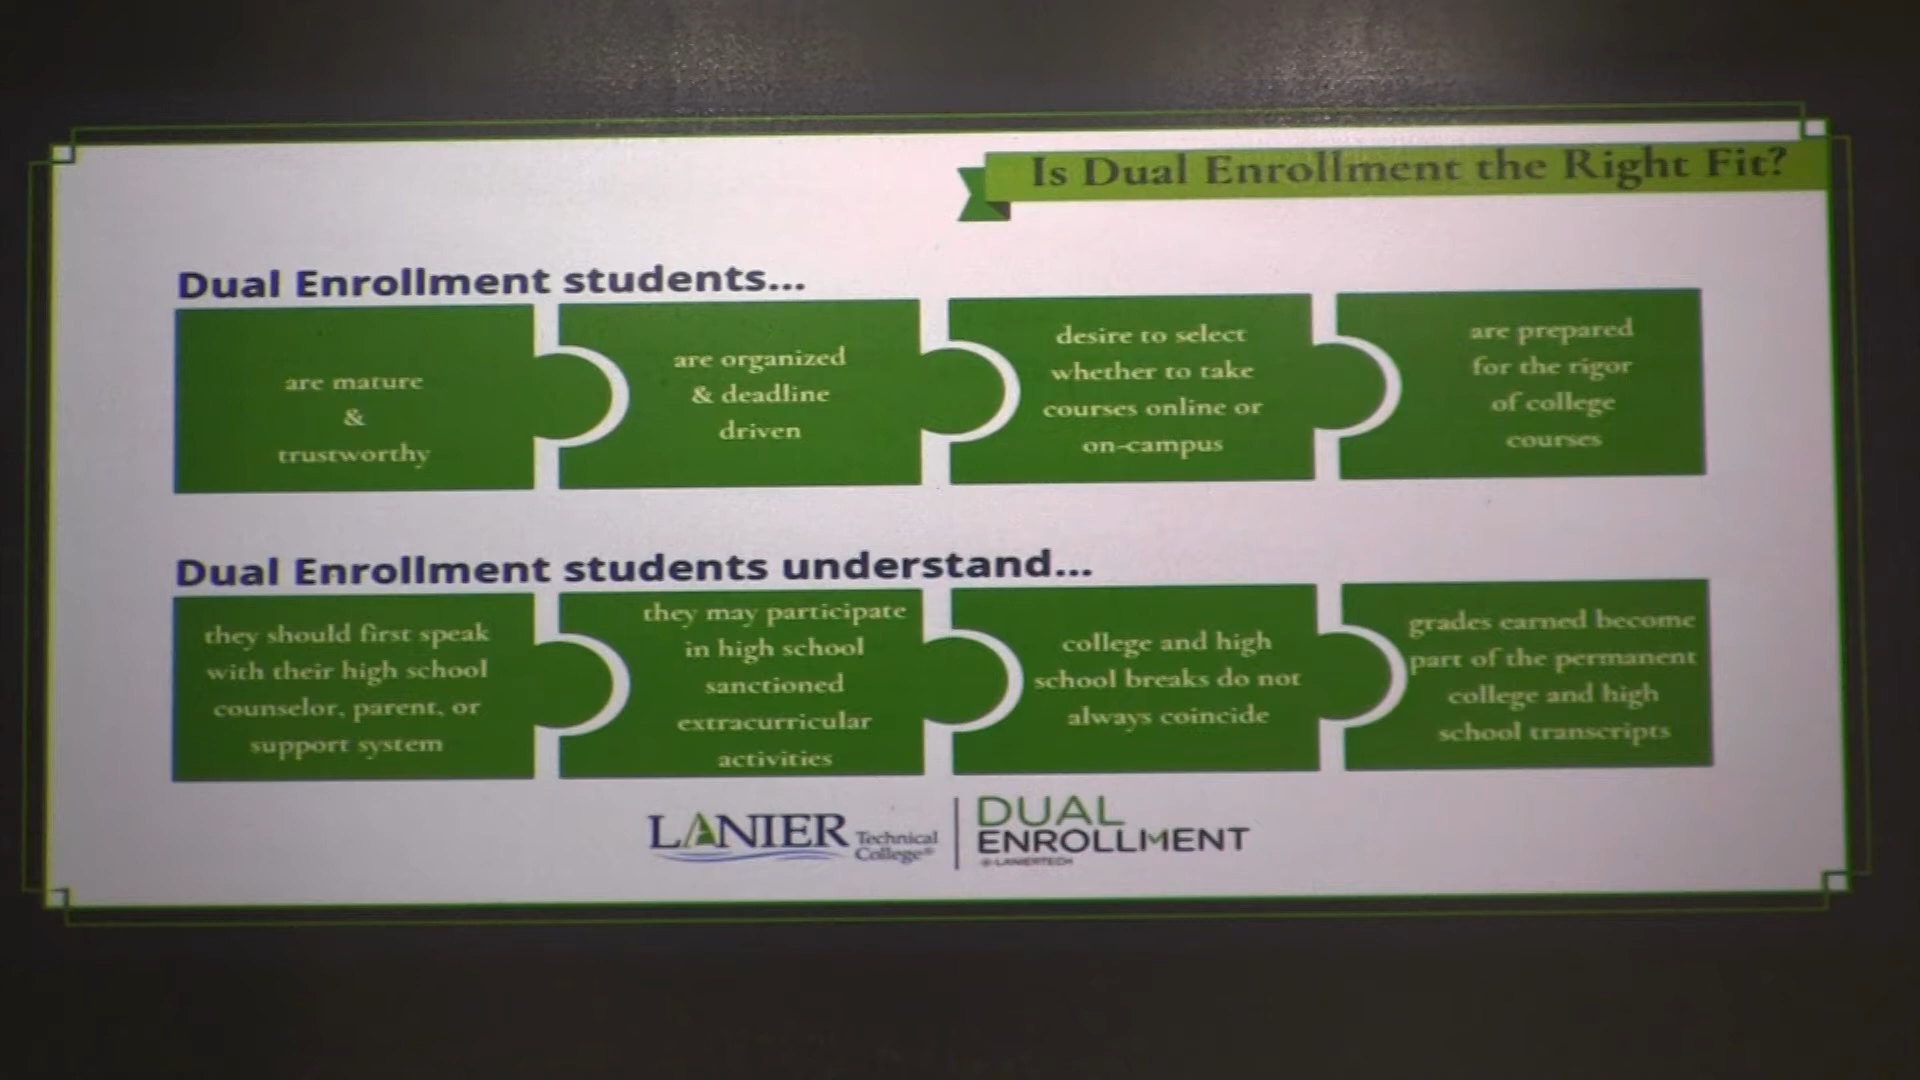 Is Dual Enrollment the Right Fit?
Dual Enrollment students...
are mature
&
trustworthy
are organized
& deadline
driven
desire to select
whether to take
courses online or
on-campus
are prepared
for the rigor
of college
courses
Dual Enrollment students understand...
they should first speak
with their high school
counselor, parent, or
support system
they may participate
in high school
sanctioned
extracurricular
activities
college and high
school breaks do not
always coincide
grades earned become
part of the permanent
college and high
school transcripts
LANIER Technical
College®
DUAL
ENROLLMENT
@ LANIERTECH